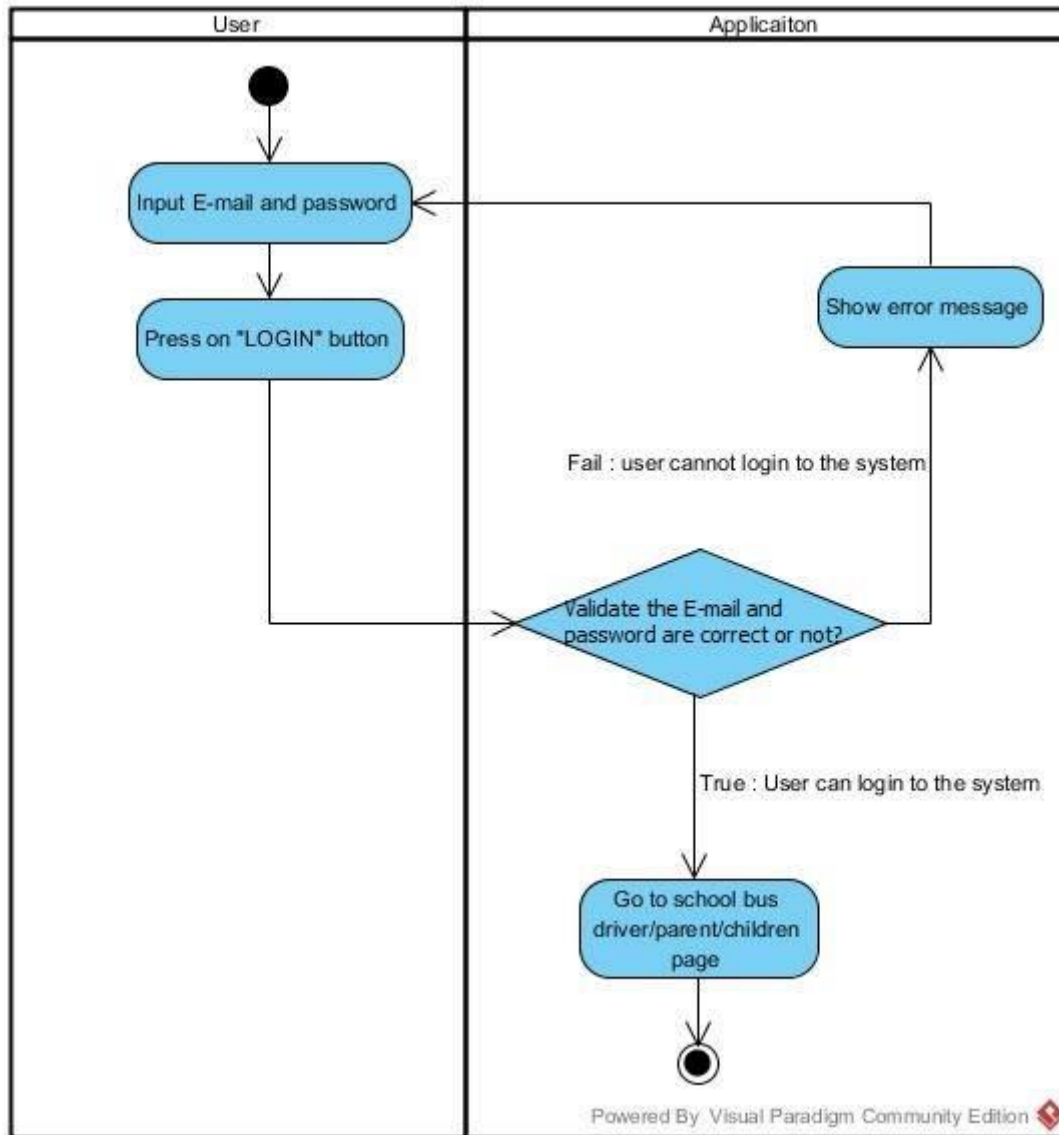 User
Applicaiton
Input E-mail and password
Show error message
Press on "LOGIN" button
Fail : user cannot login to the system
Validate the E-mail and
password are correct or not?
True : User can login to the system
Go to school bus
driver/parent/children
page
Powered By Visual Paradigm Community Edition